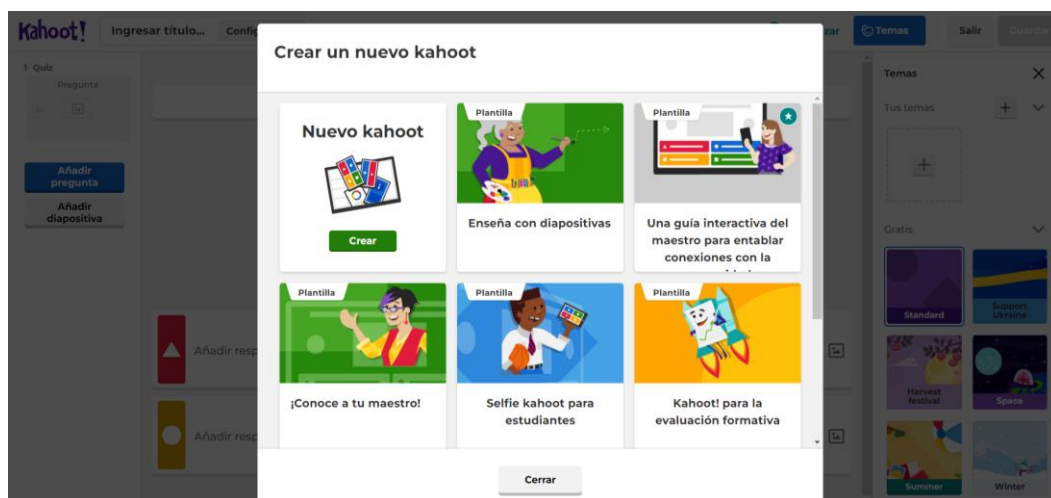 Kahoot!
Ingresar título...
Temas
Salir
Guardar
Crear un nuevo kahoot
1 Quiz
Pregunta
Añadir
pregunta
Añadir
diapositiva
Añadir resp
Añadir resp
Nuevo kahoot
Crear
Plantilla
Enseña con diapositivas
Plantilla
Una guía interactiva del
maestro para entablar
conexiones con la
Plantilla
¡Conoce a tu maestro!
Plantilla
Selfie kahoot para
estudiantes
Plantilla
Kahoot! para la
evaluación formativa
Cerrar
Temas
Tus temas
Gratis
Standard
Support
Ukraine
Harvest
festival
Space
Summer
Winter